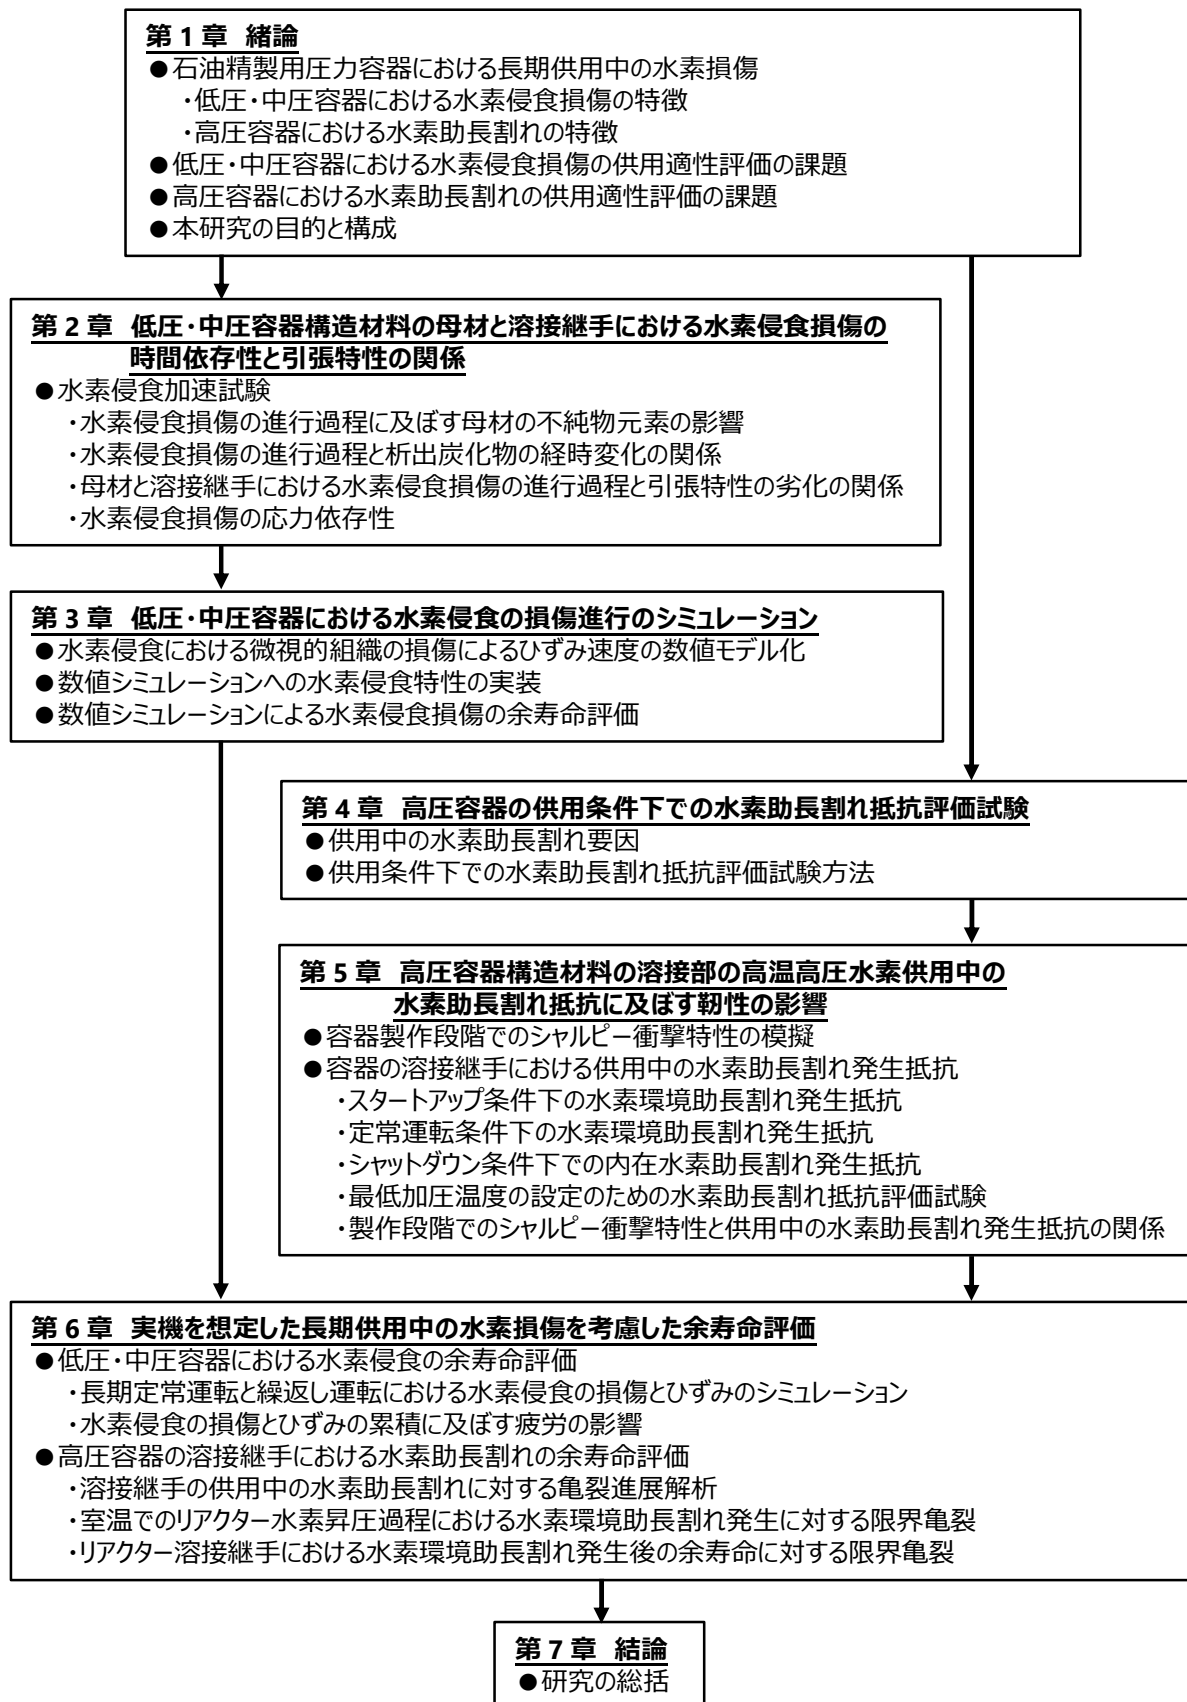 第 1 章 緒論
●石油精製用圧力容器における長期供用中の水素損傷
・低圧・中圧容器における水素侵食損傷の特徴
・高圧容器における水素助長割れの特徴
●低圧・中圧容器における水素侵食損傷の供用適性評価の課題
●高圧容器における水素助長割れの供用適性評価の課題
●本研究の目的と構成
第 2 章 低圧・中圧容器構造材料の母材と溶接継手における水素侵食損傷の
時間依存性と引張特性の関係
●水素侵食加速試験
・水素侵食損傷の進行過程に及ぼす母材の不純物元素の影響
・水素侵食損傷の進行過程と析出炭化物の経時変化の関係
・母材と溶接継手における水素侵食損傷の進行過程と引張特性の劣化の関係
・水素侵食損傷の応力依存性
第 3 章 低圧・中圧容器における水素侵食の損傷進行のシミュレーション
●水素侵食における微視的組織の損傷によるひずみ速度の数値モデル化
●数値シミュレーションへの水素侵食特性の実装
●数値シミュレーションによる水素侵食損傷の余寿命評価
第 4 章 高圧容器の供用条件下での水素助長割れ抵抗評価試験
●供用中の水素助長割れ要因
●供用条件下での水素助長割れ抵抗評価試験方法
第 5 章 高圧容器構造材料の溶接部の高温高圧水素供用中の
水素助長割れ抵抗に及ぼす靭性の影響
●容器製作段階でのシャルピー衝撃特性の模擬
●容器の溶接継手における供用中の水素助長割れ発生抵抗
・スタートアップ条件下の水素環境助長割れ発生抵抗
・定常運転条件下の水素環境助長割れ発生抵抗
・シャットダウン条件下での内在水素助長割れ発生抵抗
・最低加圧温度の設定のための水素助長割れ抵抗評価試験
・製作段階でのシャルピー衝撃特性と供用中の水素助長割れ発生抵抗の関係
第 6 章 実機を想定した長期供用中の水素損傷を考慮した余寿命評価
●低圧・中圧容器における水素侵食の余寿命評価
・長期定常運転と繰返し運転における水素侵食の損傷とひずみのシミュレーション
・水素侵食の損傷とひずみの累積に及ぼす疲労の影響
●高圧容器の溶接継手における水素助長割れの余寿命評価
・溶接継手の供用中の水素助長割れに対する亀裂進展解析
・室温でのリアクター水素昇圧過程における水素環境助長割れ発生に対する限界亀裂
・リアクター溶接継手における水素環境助長割れ発生後の余寿命に対する限界亀裂
第 7 章 結論
●研究の総括